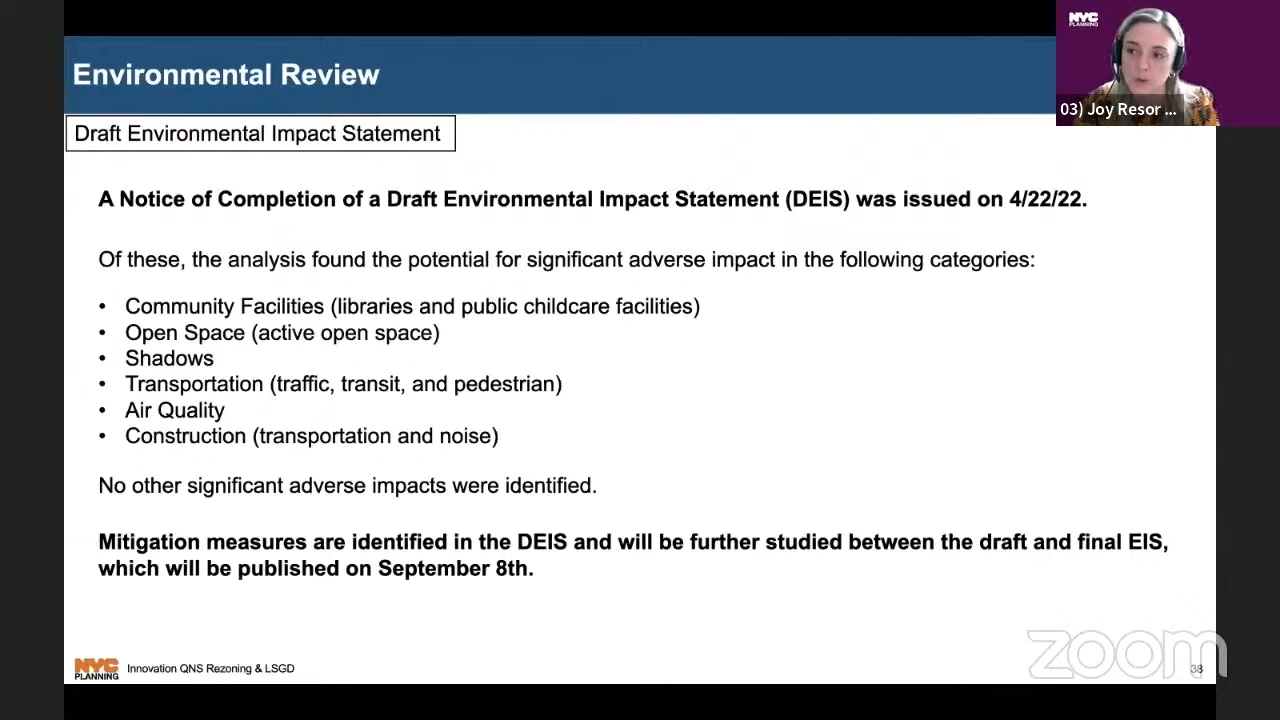 Environmental Review
NYC
PLANNING
03) Joy Resor ...
Draft Environmental Impact Statement
A Notice of Completion of a Draft Environmental Impact Statement (DEIS) was issued on 4/22/22.
Of these, the analysis found the potential for significant adverse impact in the following categories:
• Community Facilities (libraries and public childcare facilities)
• Open Space (active open space)
• Shadows
• Transportation (traffic, transit, and pedestrian)
• Air Quality
• Construction (transportation and noise)
No other significant adverse impacts were identified.
Mitigation measures are identified in the DEIS and will be further studied between the draft and final EIS,
which will be published on September 8th.
NYC
PLANNING
Innovation QNS Rezoning & LSGD
zoom
38